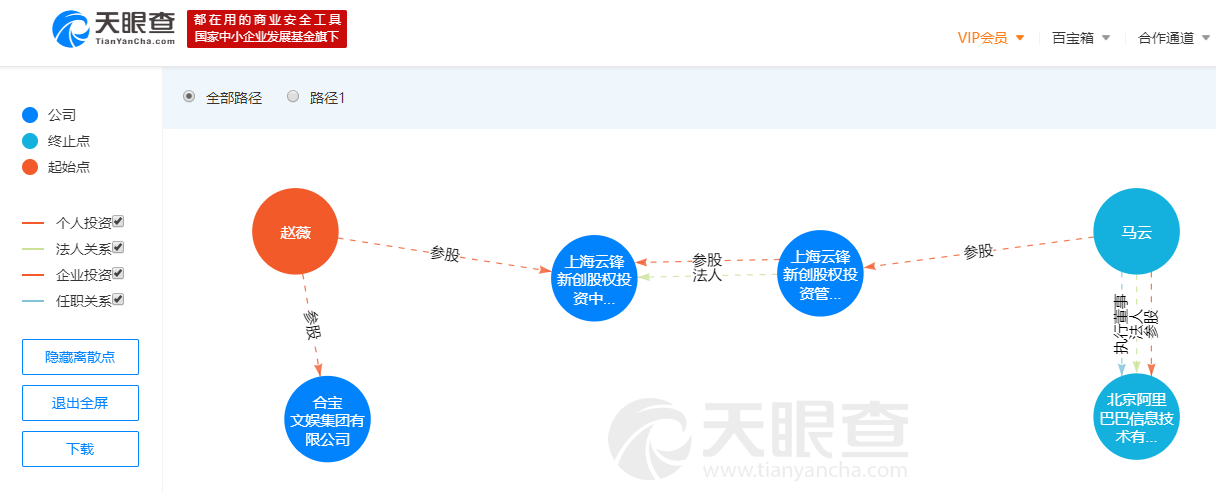 天眼查
TianYanCha.com
都在用的商业安全工具
国家中小企业发展基金旗下
VIP会员
百宝箱
合作通道
全部路径
路径1
公司
终止点
起始点
个人投资
法人关系
企业投资
任职关系
隐藏离散点
退出全屏
下载
赵薇
参股
上海云锋
新创股权投
资中...
参股
法人
上海云锋
新创股权投
资管...
参股
马云
参股
执行董事
法人
参股
合宝
文娱集团有
限公司
北京阿里
巴巴信息技
术有...
天眼查
www.tianyancha.com